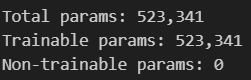 Total params: 523,341
Trainable params: 523,341
Non-trainable params: 0